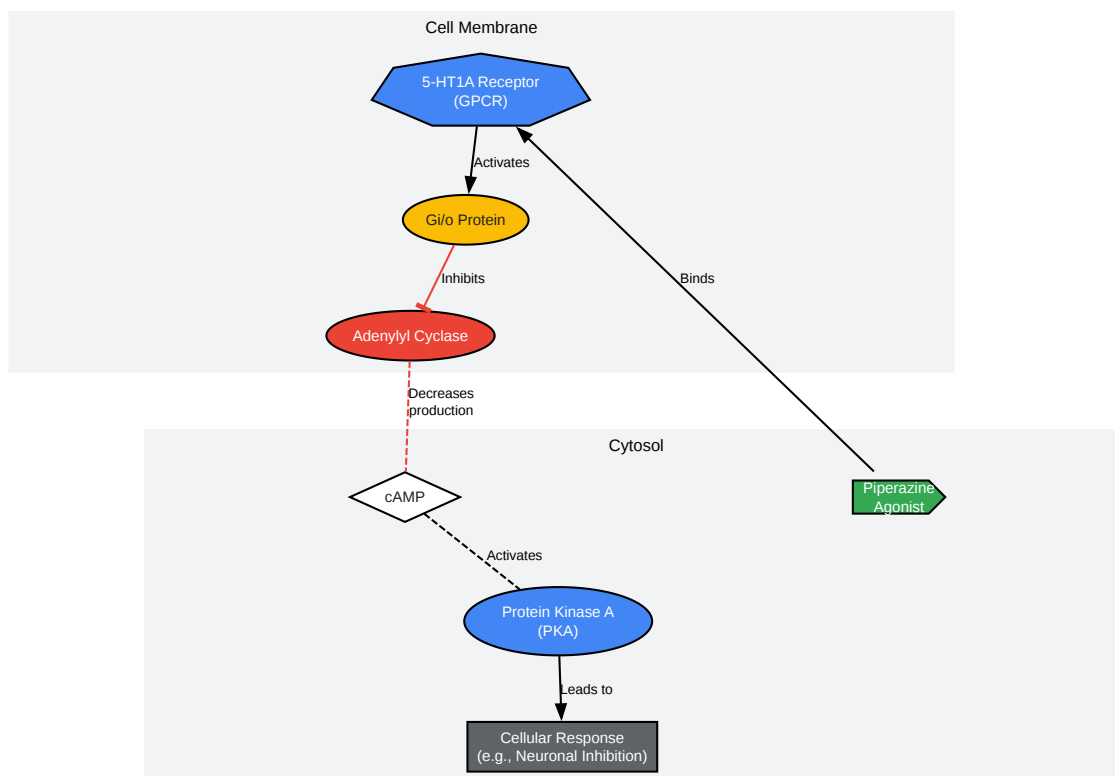 Cell Membrane
5-HT1A Receptor
(GPCR)
Activates
Gi/o Protein
Inhibits
Binds
Adenylyl Cyclase
Decreases
production
Cytosol
cAMP
Piperazine
Agonist
Activates
Protein Kinase A
(PKA)
Leads to
Cellular Response
(e.g., Neuronal Inhibition)